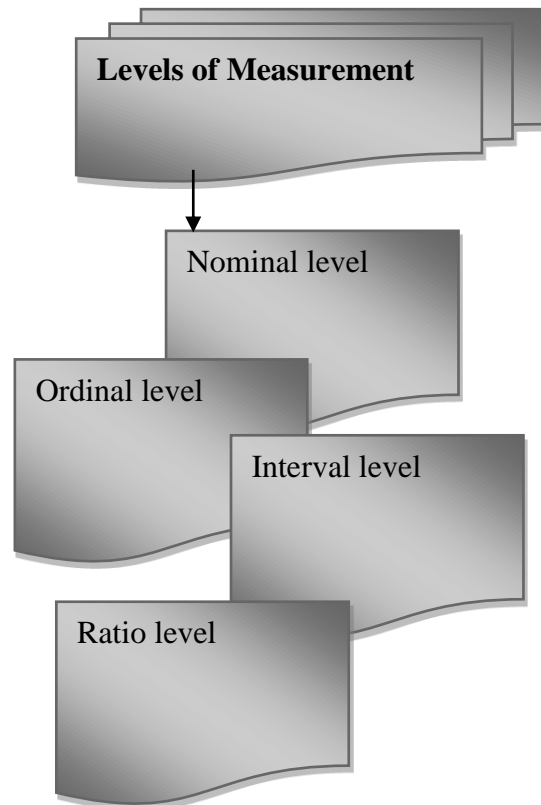 Levels of Measurement
Nominal level
Ordinal level
Interval level
Ratio level